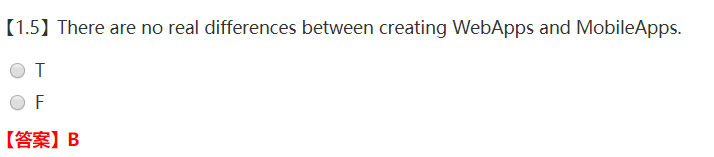 【1.5】There are no real differences between creating WebApps and MobileApps.
T
F
【答案】B